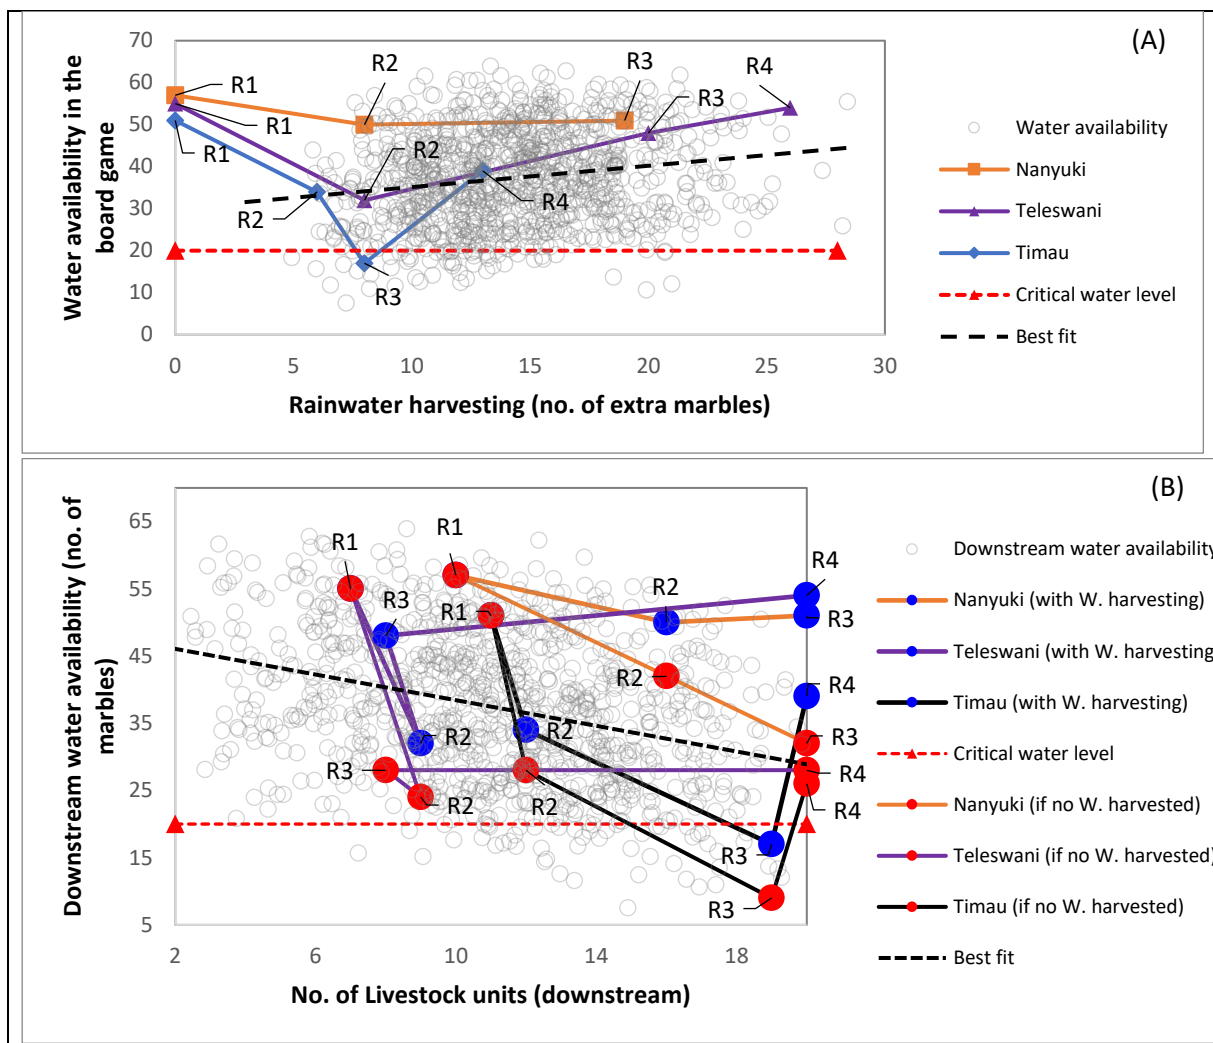 (A)
Water availability in the
board game
70
60
50
40
30
20
10
0
R1
R1
R1
R2
R2
R2
R3
R3
R3
R4
R4
0 5 10 15 20 25 30
Rainwater harvesting (no. of extra marbles)
Water availability
Nanyuki
Teleswani
Timau
Critical water level
Best fit
(B)
Downstream water availability (no. of
marbles)
65
55
45
35
25
15
5
R1
R1
R1
R3
R2
R2
R2
R2
R3
R2
R2
R4
R3
R4
R3
R4
R4
R3
R3
2 6 10 14 18
No. of Livestock units (downstream)
Downstream water availability
Nanyuki (with W. harvesting)
Teleswani (with W. harvesting
Timau (with W. harvesting)
Critical water level
Nanyuki (if no W. harvested)
Teleswani (if no W. harvested)
Timau (if no W. harvested)
Best fit